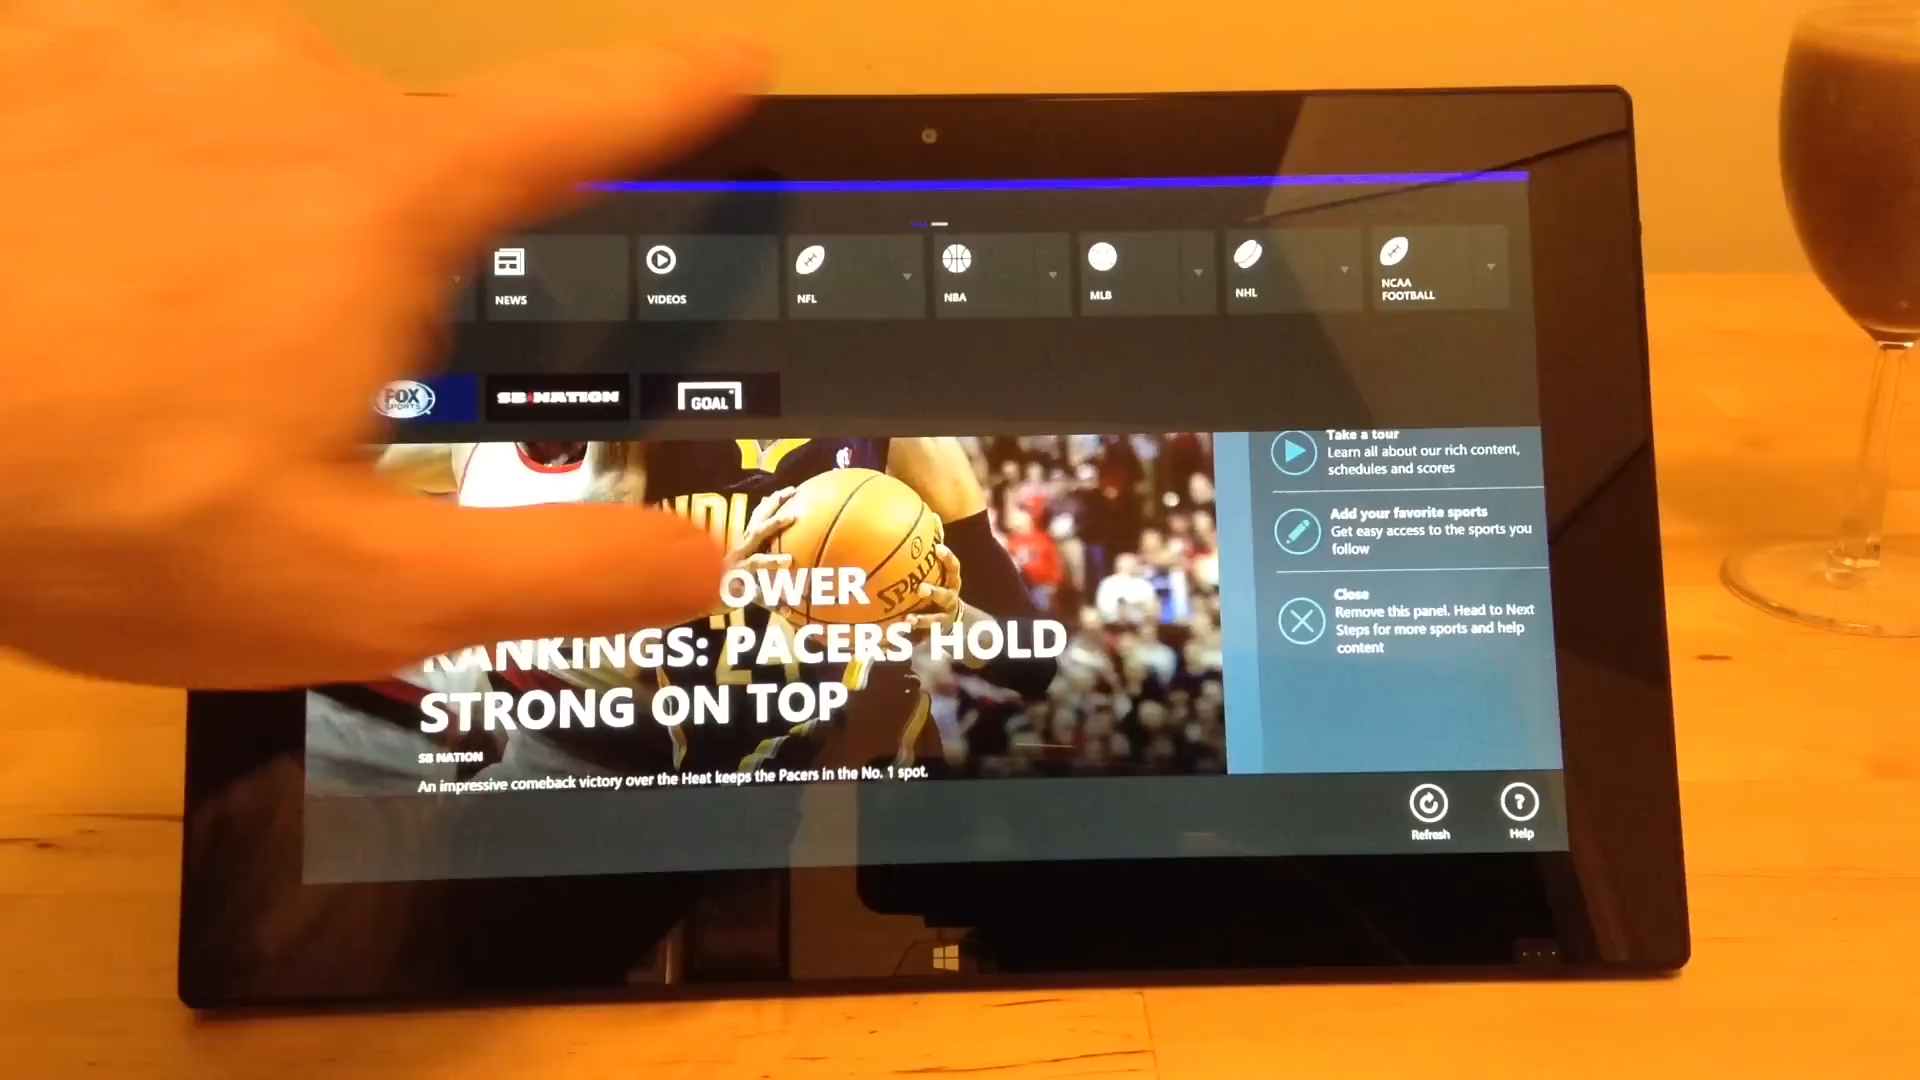 NEWS
VIDEOS
NFL
NBA
MLB
NHL
NCAA
FOOTBALL
FOX
SPORTS
SB NATION
GOAL
Take a tour
Learn all about our rich content,
schedules and scores
Add your favorite sports
Get easy access to the sports you
follow
Close
Remove this panel. Head to Next
Steps for more sports and help
content
SPALDI
OWER
RANKINGS: PACERS HOLD
STRONG ON TOP
SB NATION
An impressive comeback victory over the Heat keeps the Pacers in the No. 1 spot.
Refresh
Help